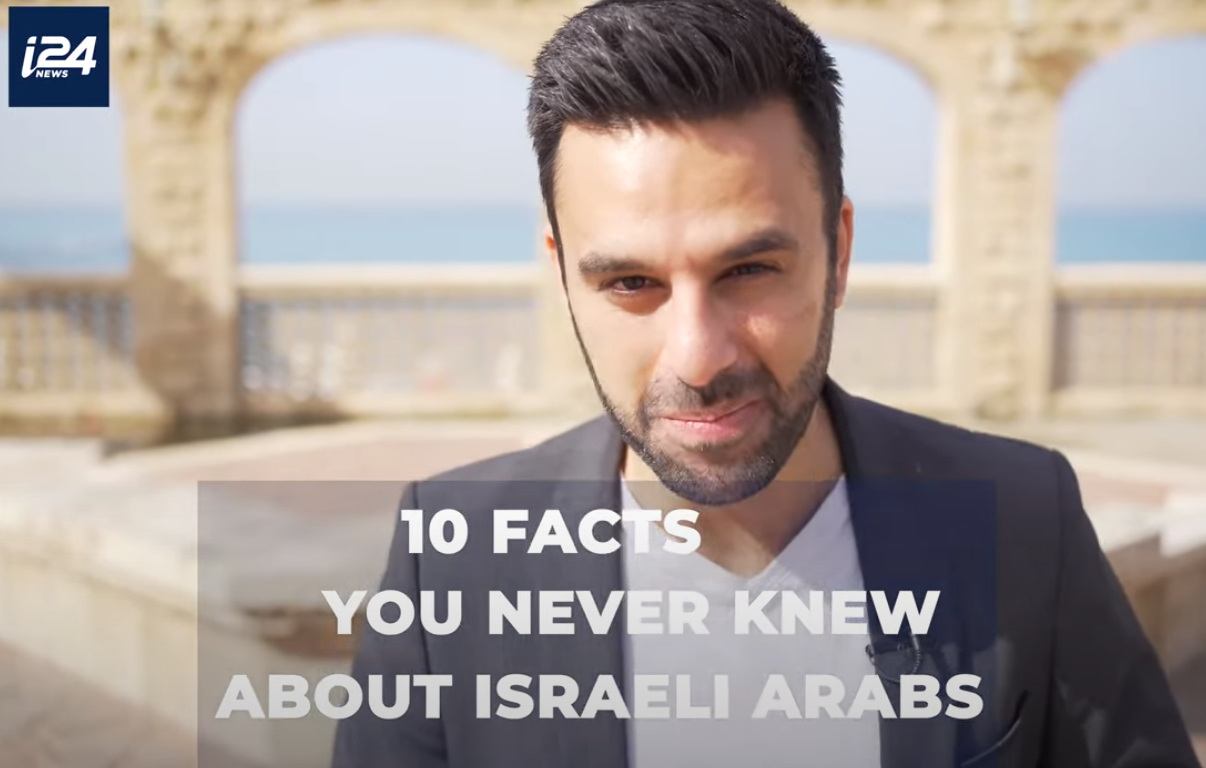 i24
NEWS
10 FACTS
YOU NEVER KNEW
ABOUT ISRAELI ARABS